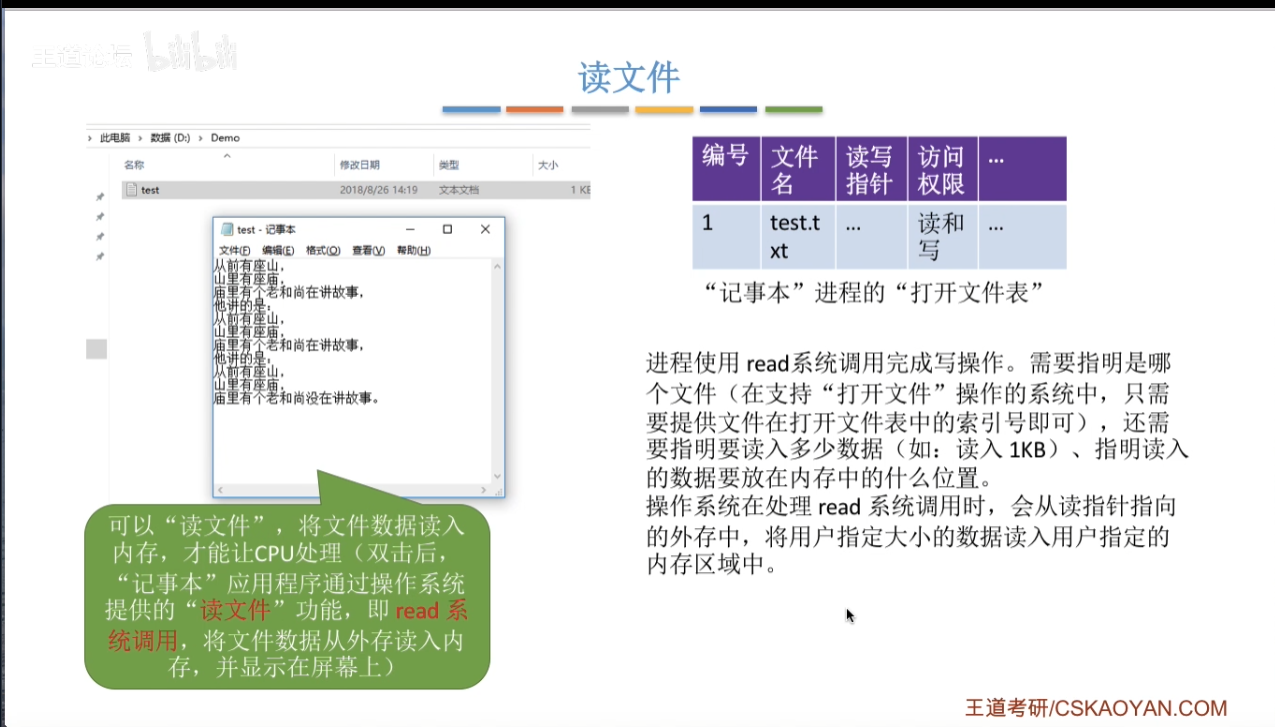 王道论坛 bilibili
读文件
此电脑 › 数据 (D:) › Demo
名称 修改日期 类型 大小
test 2018/8/26 14:19 文本文档 1 KB
test - 记事本
文件(F) 编辑(E) 格式(O) 查看(V) 帮助(H)
从前有座山，
山里有座庙，
庙里有个老和尚在讲故事，
他讲的是：
从前有座山，
山里有座庙，
庙里有个老和尚在讲故事，
他讲的是：
从前有座山，
山里有座庙，
庙里有个老和尚没在讲故事。
可以“读文件”，将文件数据读入
内存，才能让CPU处理（双击后，
“记事本”应用程序通过操作系统
提供的“读文件”功能，即 read 系
统调用，将文件数据从外存读入内
存，并显示在屏幕上）
编号 文件名 读写指针 访问权限 ...
1 test.txt ... 读和写 ...
“记事本”进程的“打开文件表”
进程使用 read系统调用完成写操作。需要指明是哪
个文件（在支持“打开文件”操作的系统中，只需
要提供文件在打开文件表中的索引号即可），还需
要指明要读入多少数据（如：读入 1KB）、指明读入
的数据要放在内存中的什么位置。
操作系统在处理 read 系统调用时，会从读指针指向
的外存中，将用户指定大小的数据读入用户指定的
内存区域中。
王道考研/CSKAOYAN.COM